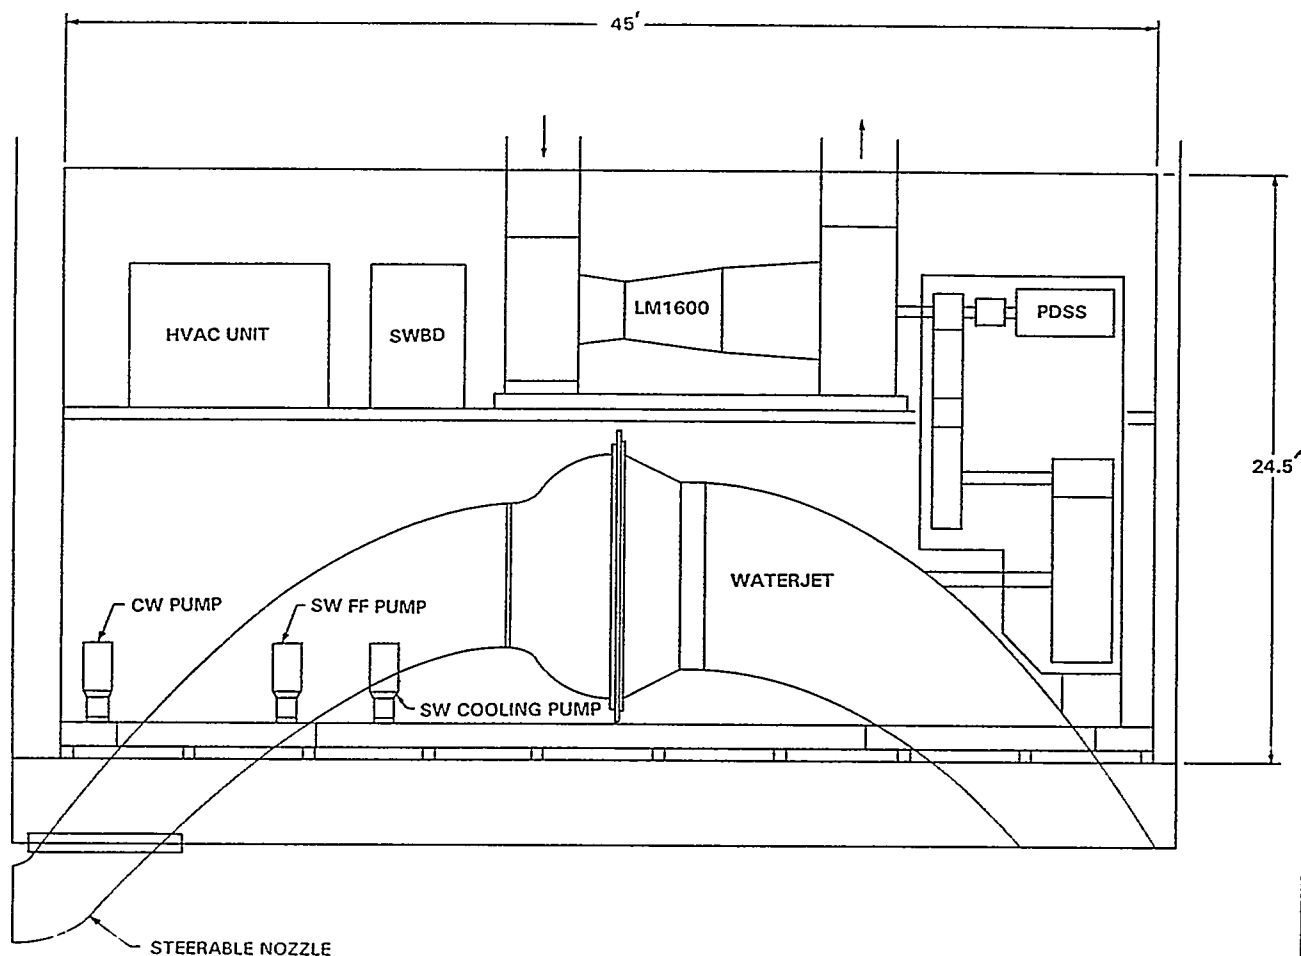 45′
HVAC UNIT
SWBD
LM1600
PDSS
24.5′
WATERJET
CW PUMP
SW FF PUMP
SW COOLING PUMP
STEERABLE NOZZLE